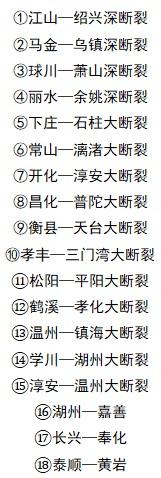 ①江山—绍兴深断裂
②马金—乌镇深断裂
③球川—萧山深断裂
④丽水—余姚深断裂
⑤下庄—石柱大断裂
⑥常山—漓渚大断裂
⑦开化—淳安大断裂
⑧昌化—普陀大断裂
⑨衡县—天台大断裂
⑩孝丰—三门湾大断裂
⑪松阳—平阳大断裂
⑫鹤溪—孝化大断裂
⑬温州—镇海大断裂
⑭学川—湖州大断裂
⑮淳安—温州大断裂
⑯湖州—嘉善
⑰长兴—奉化
⑱泰顺—黄岩